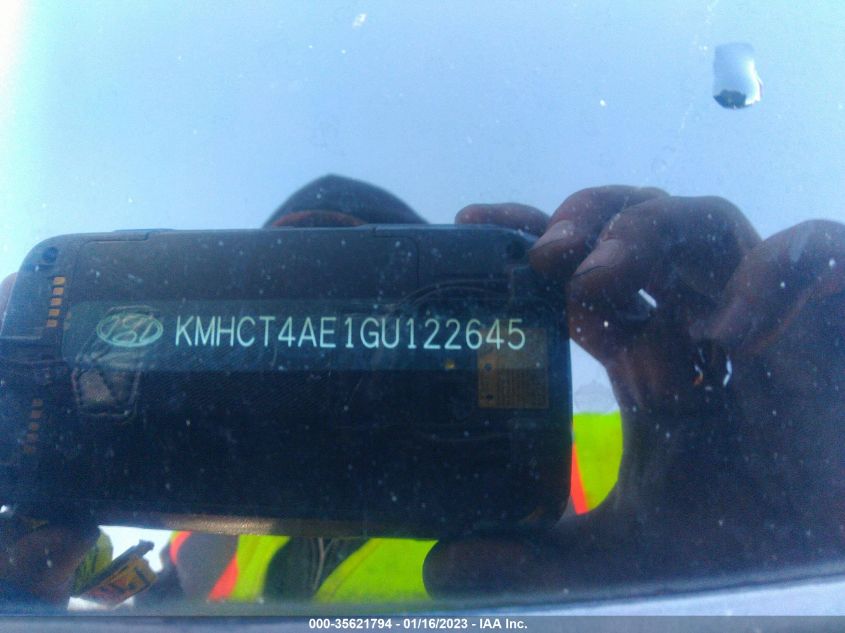 KMHCT4AE1GU122645
000-35621794 - 01/16/2023 - IAA Inc.